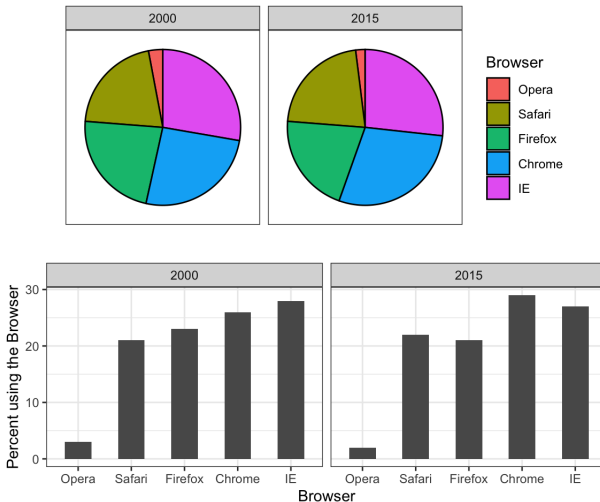 2000 2015
Browser
Opera
Safari
Firefox
Chrome
IE
2000 2015
Percent using the Browser
30
20
10
0
Opera Safari Firefox Chrome IE Opera Safari Firefox Chrome IE
Browser